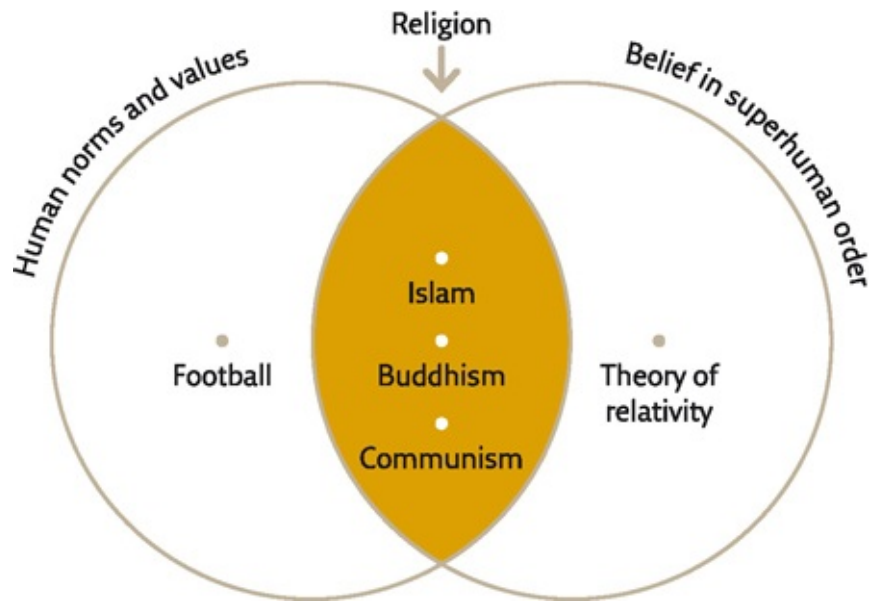 Religion
Human norms and values
Belief in superhuman order
Islam
Football
Buddhism
Theory of
relativity
Communism